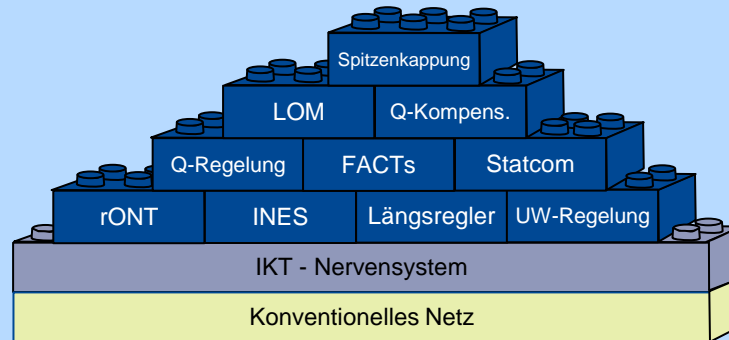 Spitzenkappung
LOM
Q-Kompens.
Q-Regelung
FACTs
Statcom
rONT
INES
Längsregler
UW-Regelung
IKT - Nervensystem
Konventionelles Netz